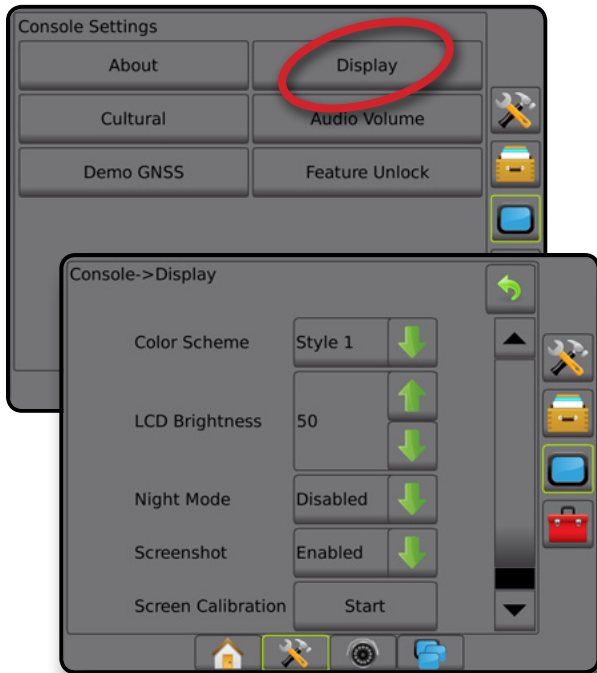 Console Settings
About
Display
Cultural
Audio Volume
Demo GNSS
Feature Unlock
Console->Display
Color Scheme
Style 1
LCD Brightness
50
Night Mode
Disabled
Screenshot
Enabled
Screen Calibration
Start